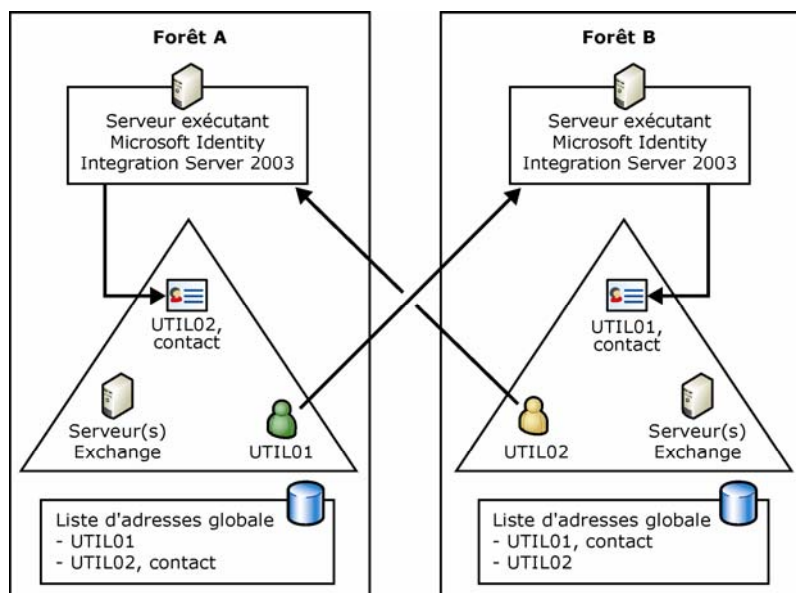 Forêt A
Serveur exécutant
Microsoft Identity
Integration Server 2003
UTIL02,
contact
Serveur(s)
Exchange
UTIL01
Liste d'adresses globale
- UTIL01
- UTIL02, contact
Forêt B
Serveur exécutant
Microsoft Identity
Integration Server 2003
UTIL01,
contact
UTIL02
Serveur(s)
Exchange
Liste d'adresses globale
- UTIL01, contact
- UTIL02